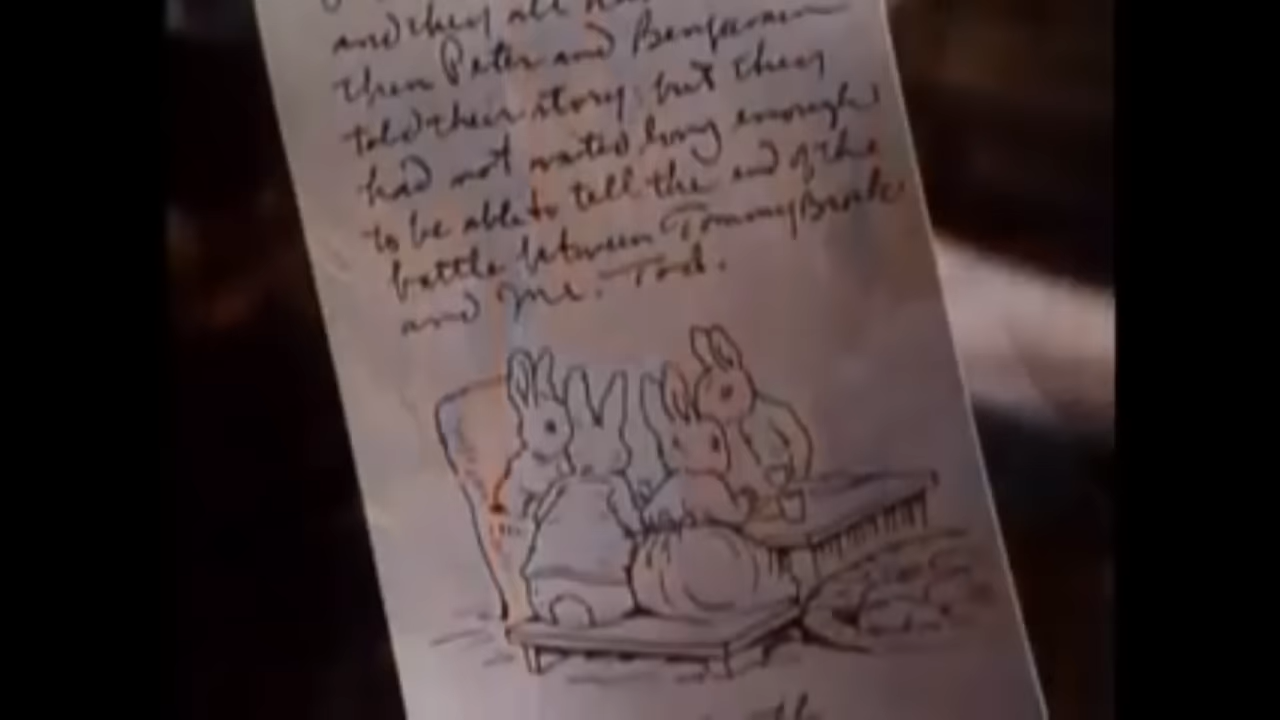 and they all had
then Peter and Benjamin
told their story, but they
had not waited long enough
to be able to tell the end of the
battle between Tommy Brock
and Mr. Tod.